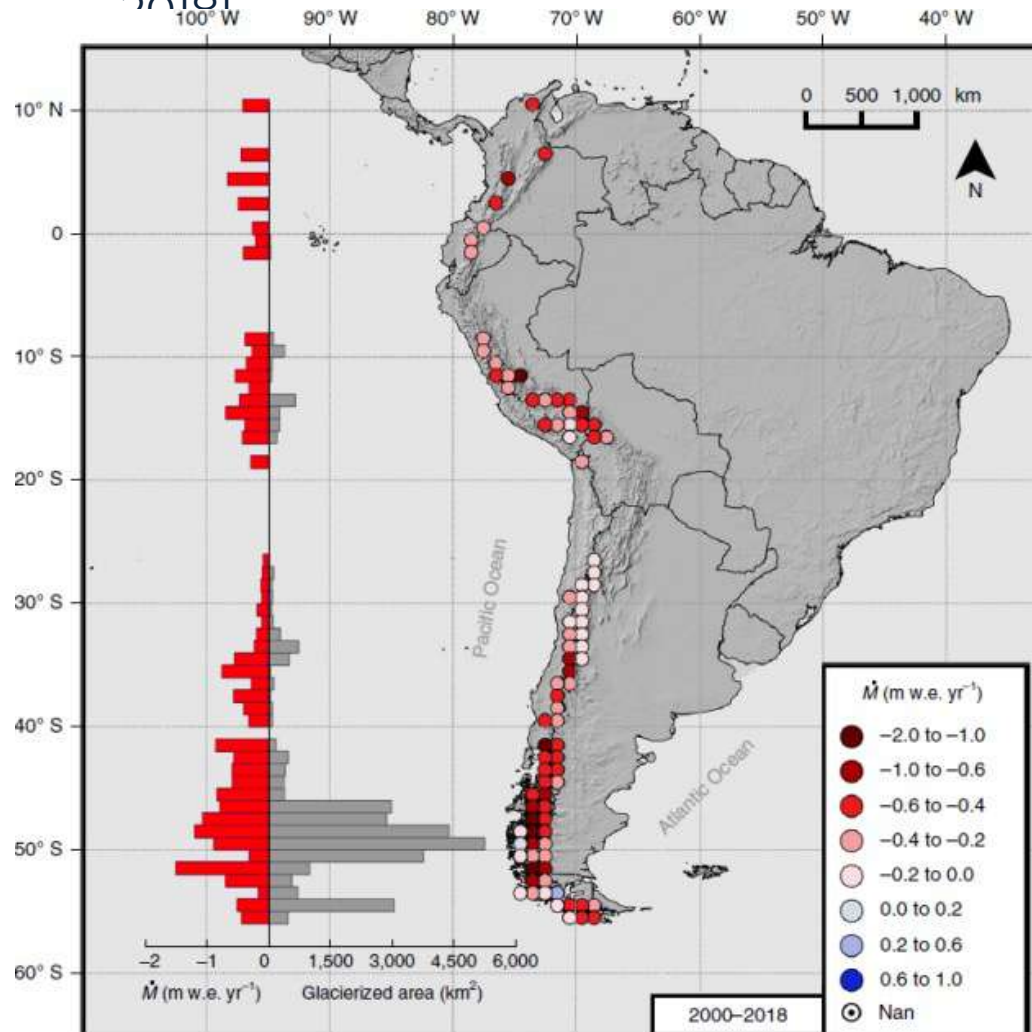 100° W 90° W 80° W 70° W 60° W 50° W 40° W
0 500 1,000 km
N
10° N
0
10° S
20° S
30° S
40° S
50° S
60° S
Pacific Ocean
Atlantic Ocean
Ṁ (m w.e. yr⁻¹)
−2.0 to −1.0
−1.0 to −0.6
−0.6 to −0.4
−0.4 to −0.2
−0.2 to 0.0
0.0 to 0.2
0.2 to 0.6
0.6 to 1.0
Nan
−2 −1 0 1,500 3,000 4,500 6,000
Ṁ (m w.e. yr⁻¹) Glacierized area (km²)
2000–2018